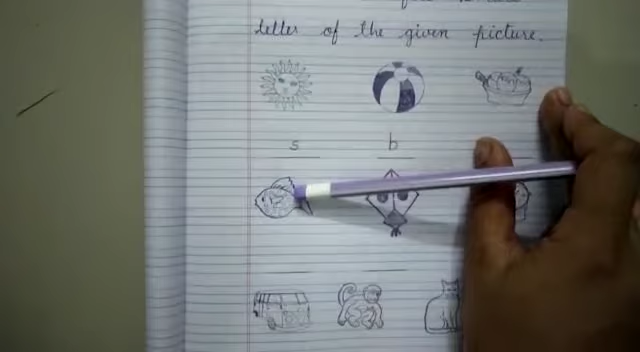 letter of the given picture.
s b